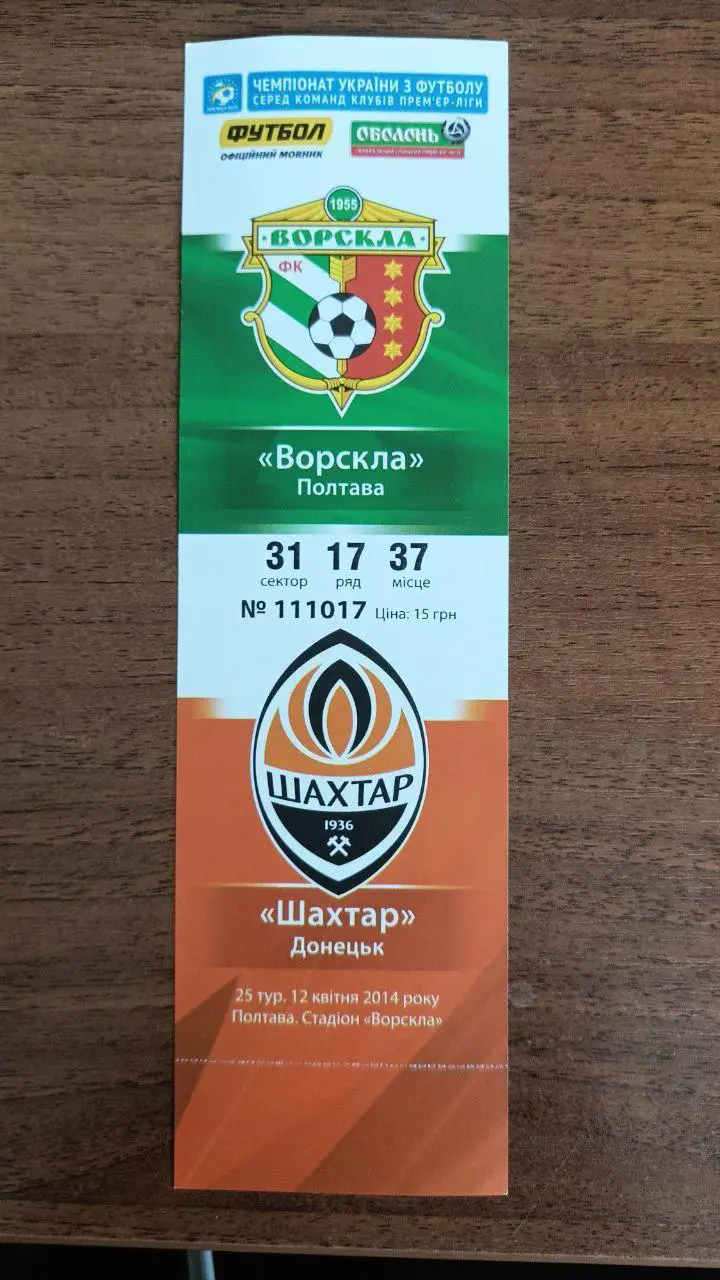 ЧЕМПІОНАТ УКРАЇНИ З ФУТБОЛУ
СЕРЕД КОМАНД КЛУБІВ ПРЕМ'ЄР-ЛІГИ
ФУТБОЛ
ОФІЦІЙНИЙ МОВНИК
ОБОЛОНЬ
1955
ВОРСКЛА
ФК
«Ворскла»
Полтава
31 17 37
сектор ряд місце
№ 111017 Ціна: 15 грн
ШАХТАР
1936
«Шахтар»
Донецьк
25 тур. 12 квітня 2014 року
Полтава. Стадіон «Ворскла»